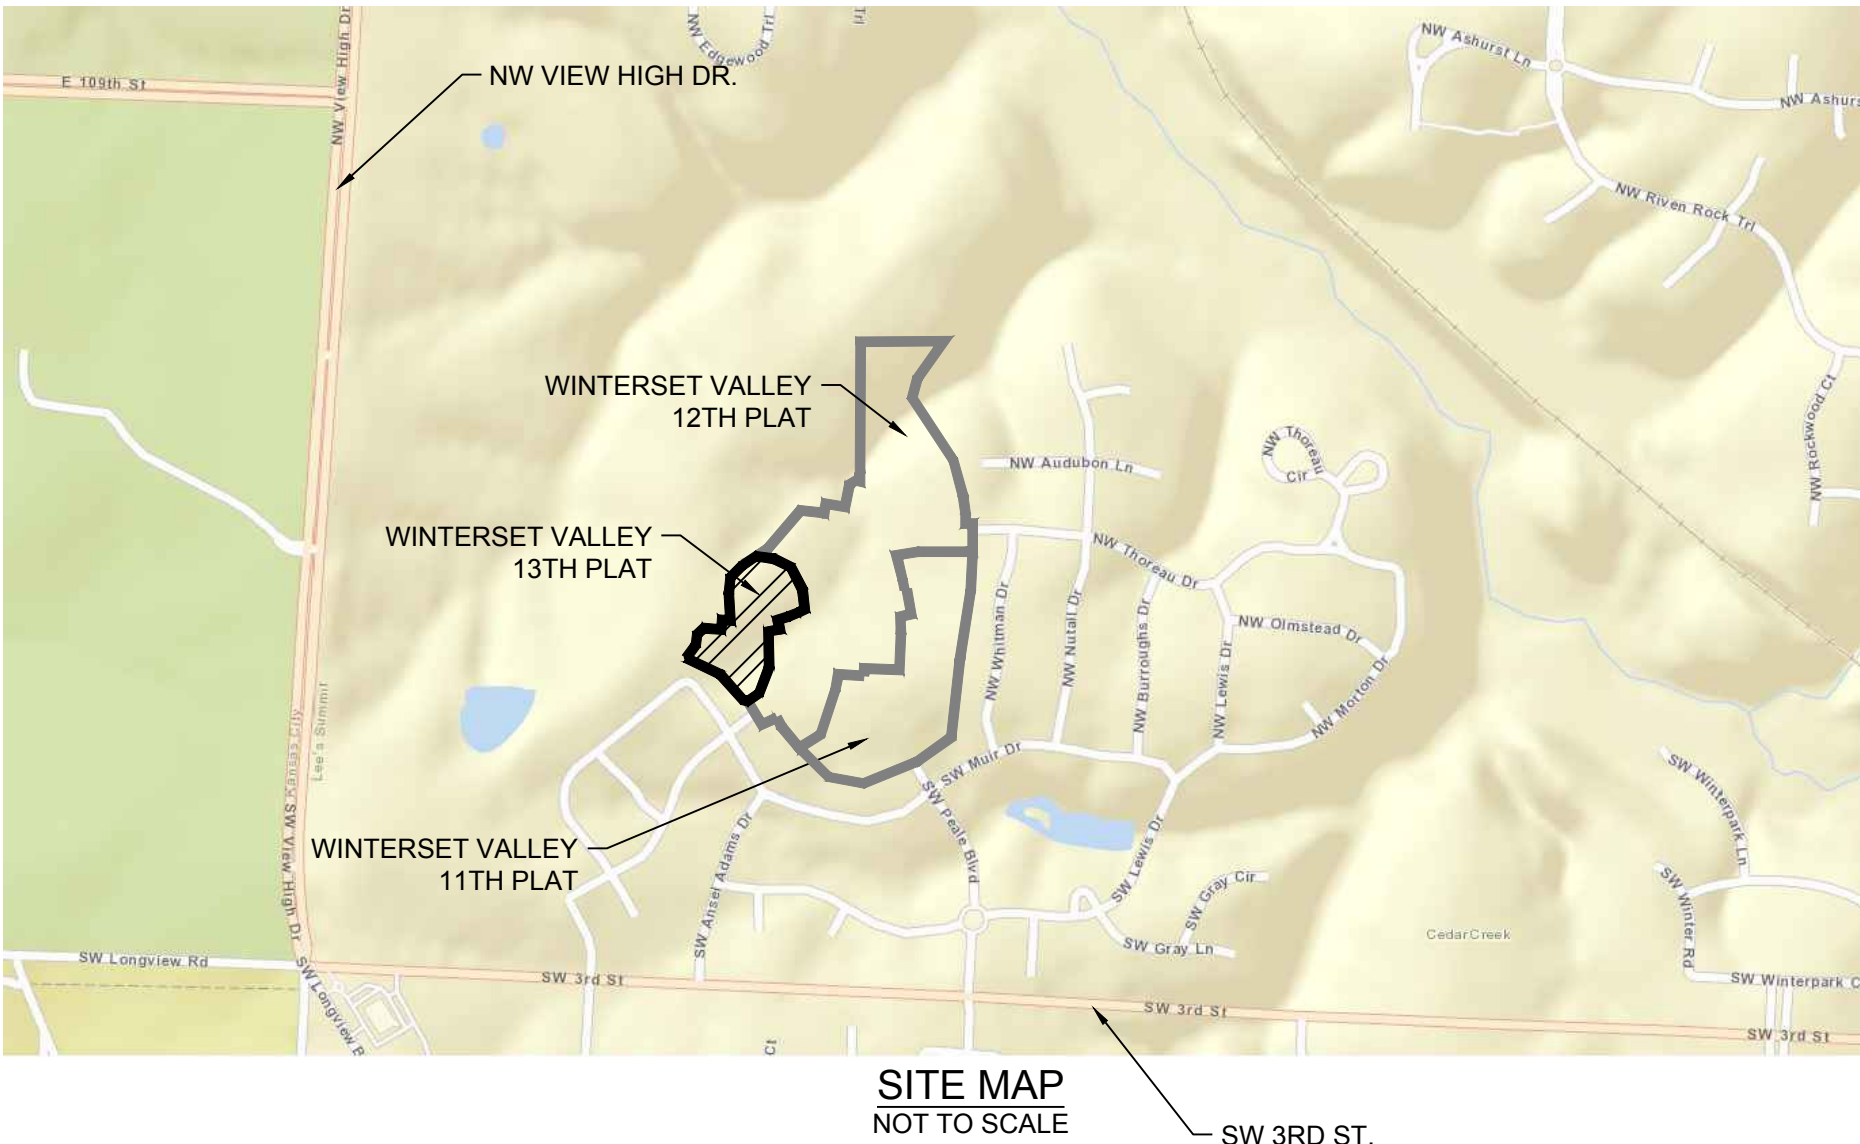 NW Edgewood Trl
Trl
NW View High Dr
E 109th St
NW VIEW HIGH DR.
NW Ashurst Ln
NW Ashurs
NW Riven Rock Trl
NW Rockwood Ct
WINTERSET VALLEY
12TH PLAT
NW Audubon Ln
NW Thoreau
Cir
WINTERSET VALLEY
13TH PLAT
NW Thoreau Dr
NW Whitman Dr
NW Nutall Dr
NW Burroughs Dr
NW Lewis Dr
NW Olmstead Dr
NW Morton Dr
Kansas City
Lee's Summit
SW View High Dr
SW Muir Dr
SW Peale Blvd
SW Ansel Adams Dr
WINTERSET VALLEY
11TH PLAT
SW Lewis Dr
SW Gray Cir
SW Gray Ln
SW Winterpark Ln
SW Winter Rd
SW Winterpark C
Cedar Creek
SW Longview Rd
SW Longview B
SW 3rd St
SW 3rd St
SW 3rd St
Ct
SITE MAP
NOT TO SCALE
SW 3RD ST.